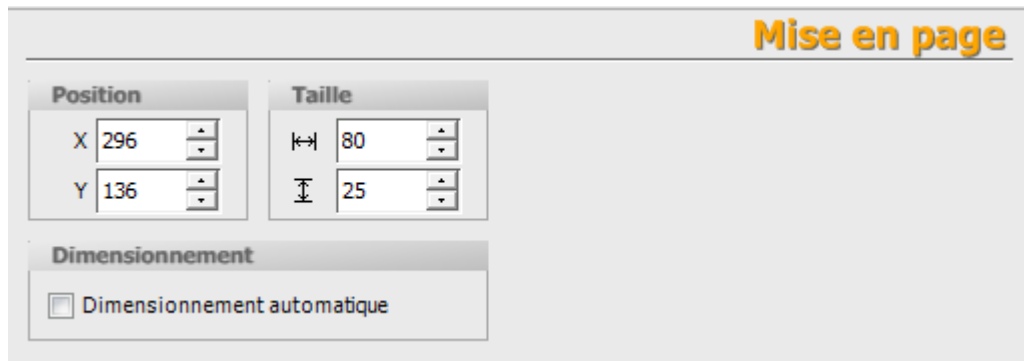 Mise en page
Position
Taille
X 296
80
Y 136
25
Dimensionnement
Dimensionnement automatique